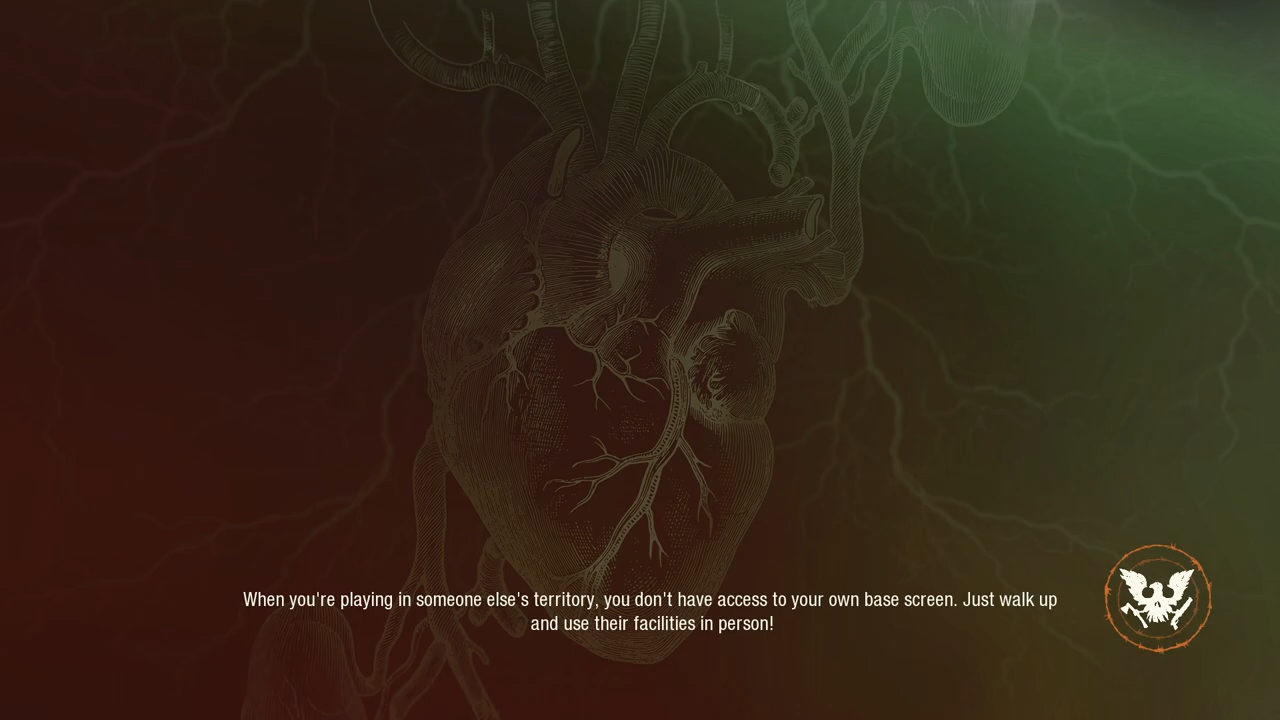 When you're playing in someone else's territory, you don't have access to your own base screen. Just walk up
and use their facilities in person!